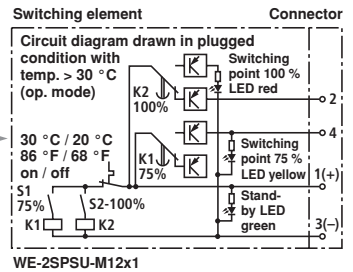 Switching element
Connector
Circuit diagram drawn in plugged
condition with
temp. > 30 °C
(op. mode)
Switching
point 100 %
LED red
K2
100%
2
4
30 °C / 20 °C
86 °F / 68 °F
on / off
K1
75%
Switching
point 75 %
LED yellow
1(+)
S1
75%
S2-100%
Stand-
by LED
green
K1
K2
3(–)
WE-2SPSU-M12x1